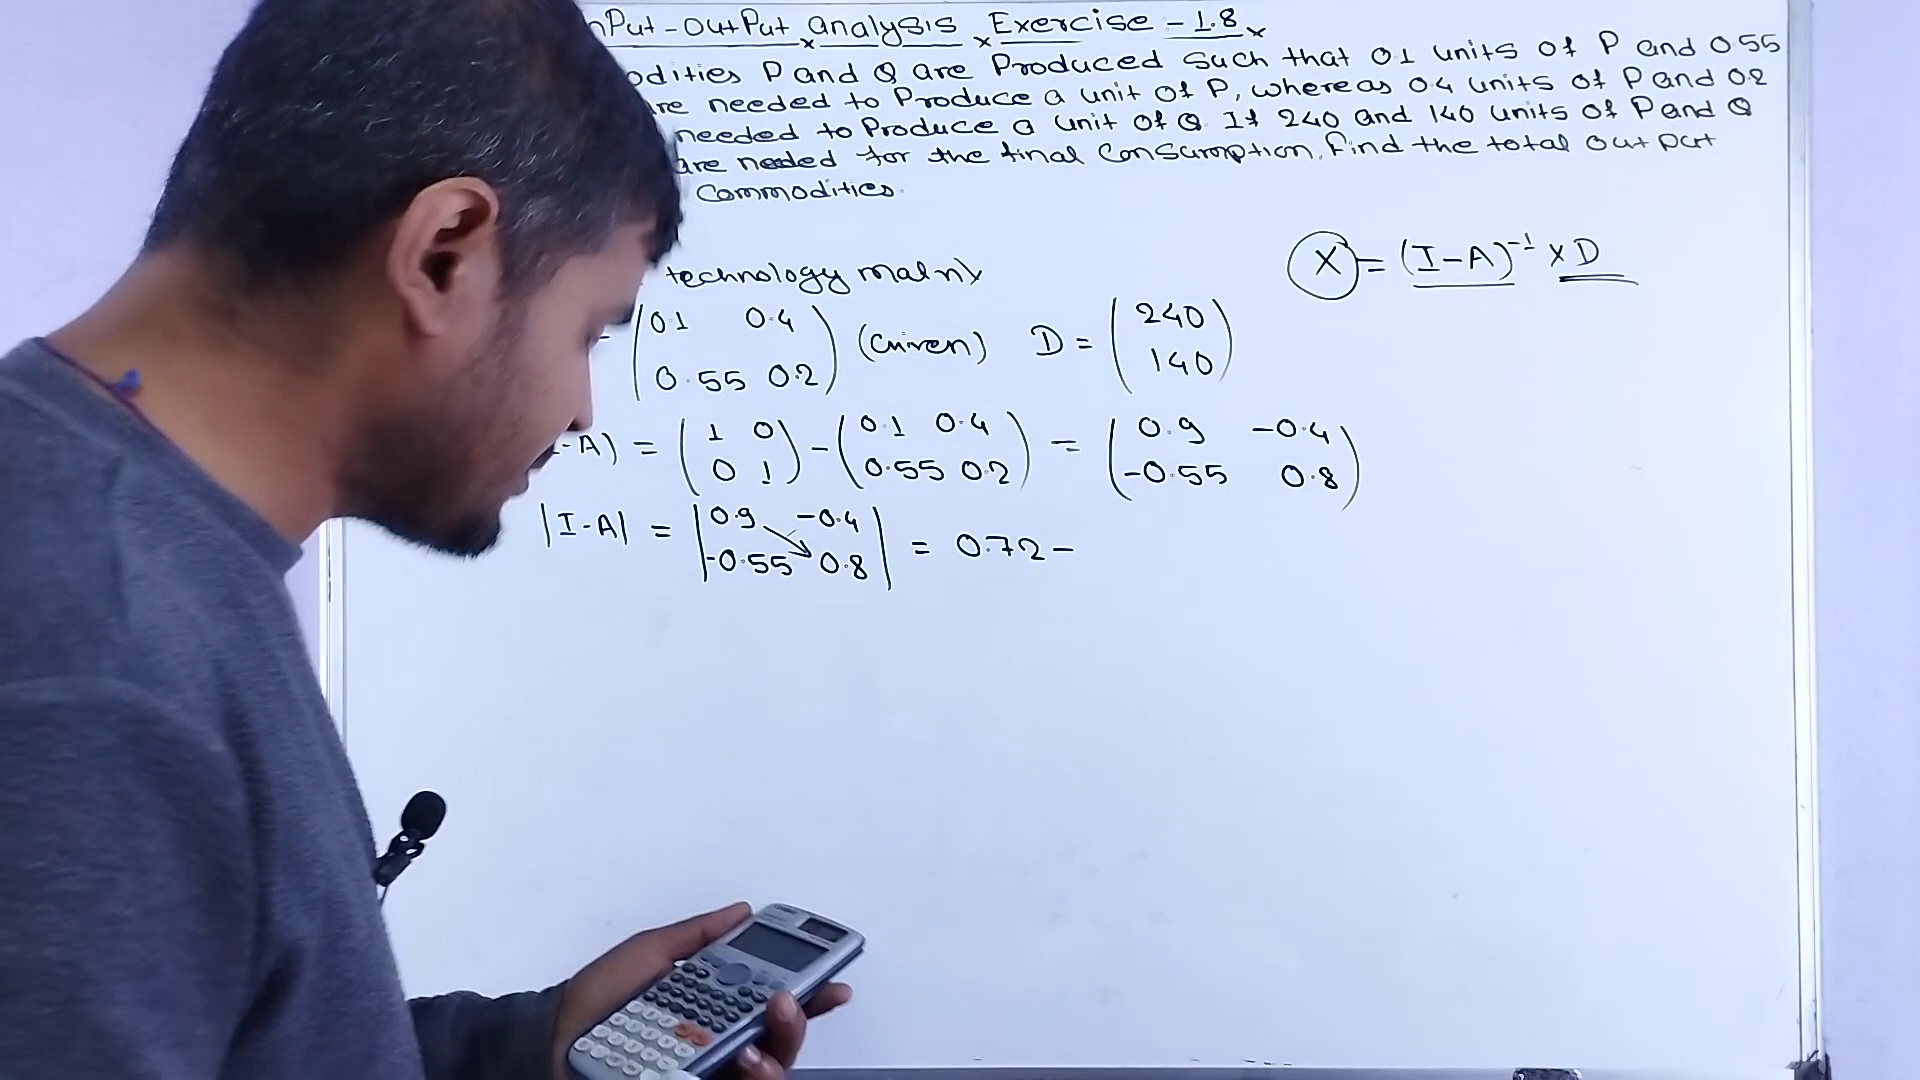 nPut-OutPut analysis Exercise - 1.8
odities P and Q are Produced such that 0.1 units of P and 0.55
are needed to Produce a unit of P, whereas 0.4 units of P and 0.2
needed to Produce a unit of Q If 240 and 140 units of P and Q
are needed for the final Consumption, find the total output
Commodities.
X = (I-A)⁻¹ × D
technology matrix
= (0.1 0.4 (Given) D = (240
0.55 0.2) 140)
-A) = (1 0 - (0.1 0.4 = (0.9 -0.4
0 1) 0.55 0.2) -0.55 0.8)
|I-A| = |0.9 -0.4
-0.55 0.8| = 0.72 -